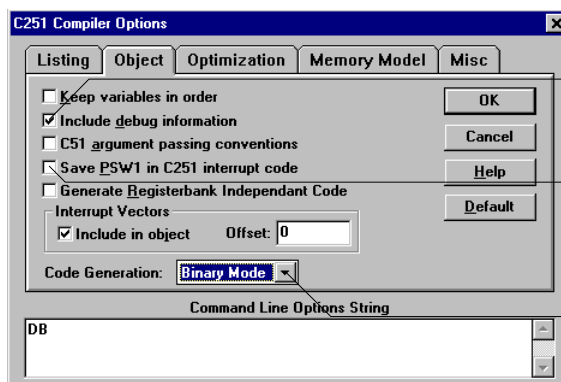 C251 Compiler Options
Listing Object Optimization Memory Model Misc
Keep variables in order
OK
Include debug information
C51 argument passing conventions
Cancel
Save PSW1 in C251 interrupt code
Help
Generate Registerbank Independant Code
Interrupt Vectors
Default
Include in object Offset: 0
Code Generation: Binary Mode
Command Line Options String
DB